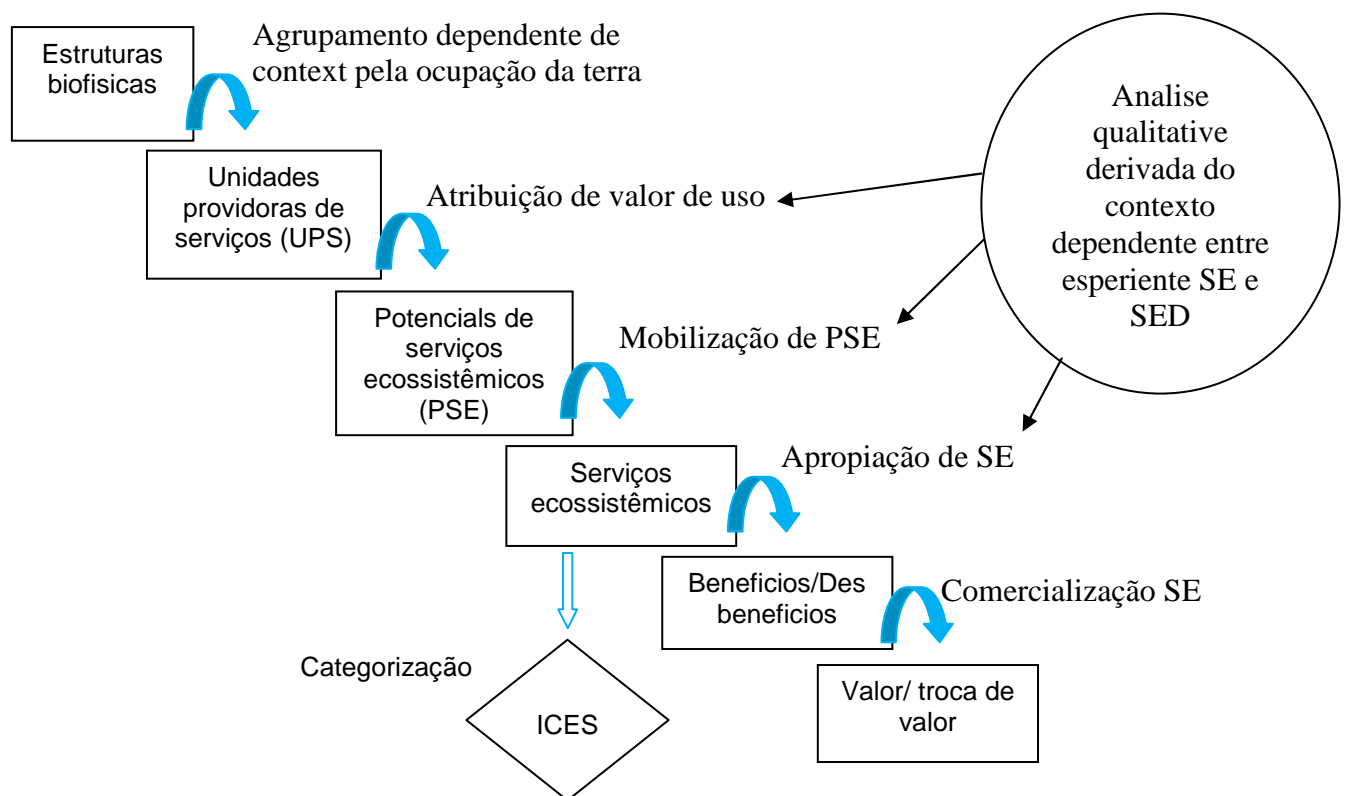 Estruturas
biofisicas
Agrupamento dependente de
context pela ocupação da terra
Unidades
providoras de
serviços (UPS)
Atribuição de valor de uso
Potencials de
serviços
ecossistêmicos
(PSE)
Mobilização de PSE
Serviços
ecossistêmicos
Apropiação de SE
Beneficios/Des
beneficios
Comercialização SE
Valor/ troca de
valor
Categorização
ICES
Analise
qualitative
derivada do
contexto
dependente entre
esperiente SE e
SED